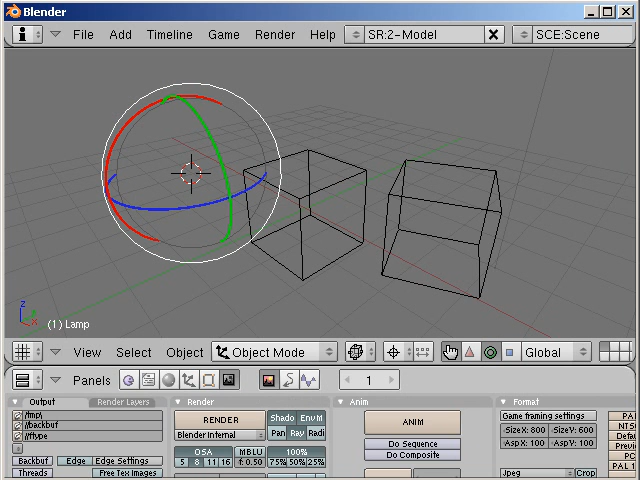 Blender
File Add Timeline Game Render Help SR:2-Model SCE:Scene
z
x
(1) Lamp
View Select Object Object Mode Global
Panels 1
Output Render Layers Render Anim Format
//tmp\
//backbuf
//ftype
Backbuf Edge Edge Settings
Threads Free Tex Images
RENDER
Blender Internal
Shado EnvM
Pan Ray Radi
OSA MBLU 100%
5 8 11 16 Bf: 0.50 75% 50% 25%
ANIM
Do Sequence
Do Composite
Game framing settings
SizeX: 800 SizeY: 600
AspX: 100 AspY: 100
Jpeg Crop
PA
NTS
Defau
Previe
PC
PAL 1